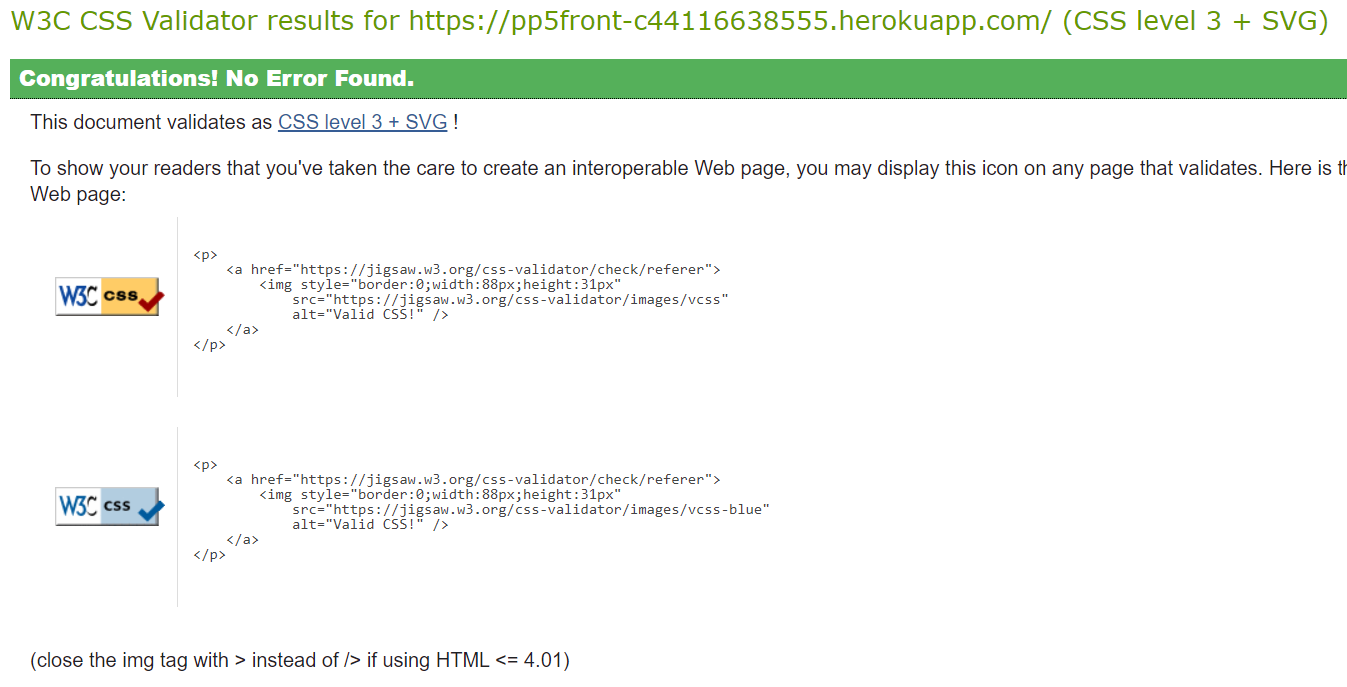 W3C CSS Validator results for https://pp5front-c44116638555.herokuapp.com/ (CSS level 3 + SVG)
Congratulations! No Error Found.
This document validates as CSS level 3 + SVG !
To show your readers that you've taken the care to create an interoperable Web page, you may display this icon on any page that validates. Here is
Web page:
W3C css
<p>
<a href="https://jigsaw.w3.org/css-validator/check/referer">
<img style="border:0;width:88px;height:31px"
src="https://jigsaw.w3.org/css-validator/images/vcss"
alt="Valid CSS!" />
</a>
</p>
W3C css
<p>
<a href="https://jigsaw.w3.org/css-validator/check/referer">
<img style="border:0;width:88px;height:31px"
src="https://jigsaw.w3.org/css-validator/images/vcss-blue"
alt="Valid CSS!" />
</a>
</p>
(close the img tag with > instead of /> if using HTML <= 4.01)